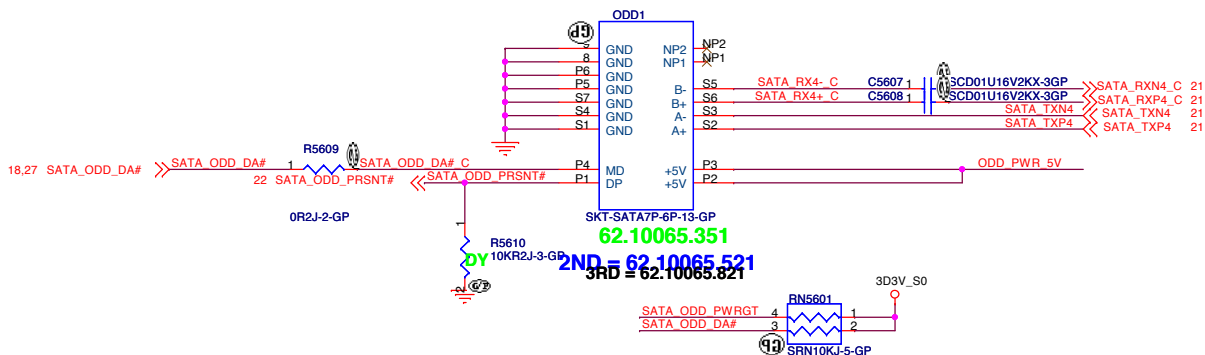 ODD1
GP
9 GND NP2 NP2
8 GND NP1 NP1
P6 GND
P5 GND B- S5 SATA_RX4-_C C5607 1 SCD01U16V2KX-3GP SATA_RXN4_C 21
S7 GND B+ S6 SATA_RX4+_C C5608 1 SCD01U16V2KX-3GP SATA_RXP4_C 21
S4 GND A- S3 SATA_TXN4 SATA_TXN4 21
S1 GND A+ S2 SATA_TXP4 SATA_TXP4 21
R5609
18,27 SATA_ODD_DA# SATA_ODD_DA# 1 SATA_ODD_DA#_C P4 MD +5V P3 ODD_PWR_5V
22 SATA_ODD_PRSNT# SATA_ODD_PRSNT# P1 DP +5V P2
0R2J-2-GP
SKT-SATA7P-6P-13-GP
62.10065.351
1
R5610
10KR2J-3-GP
DY
2
GP
2ND = 62.10065.521
3RD = 62.10065.821
3D3V_S0
RN5601
SATA_ODD_PWRGT 4 1
SATA_ODD_DA# 3 2
GP
SRN10KJ-5-GP